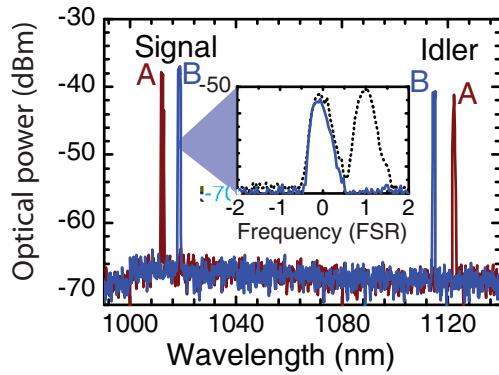 Optical power (dBm)
-30
-40
-50
-60
-70
Signal
Idler
A
B
B
A
-50
-70
-2
-1
0
1
2
Frequency (FSR)
1000
1040
1080
1120
Wavelength (nm)